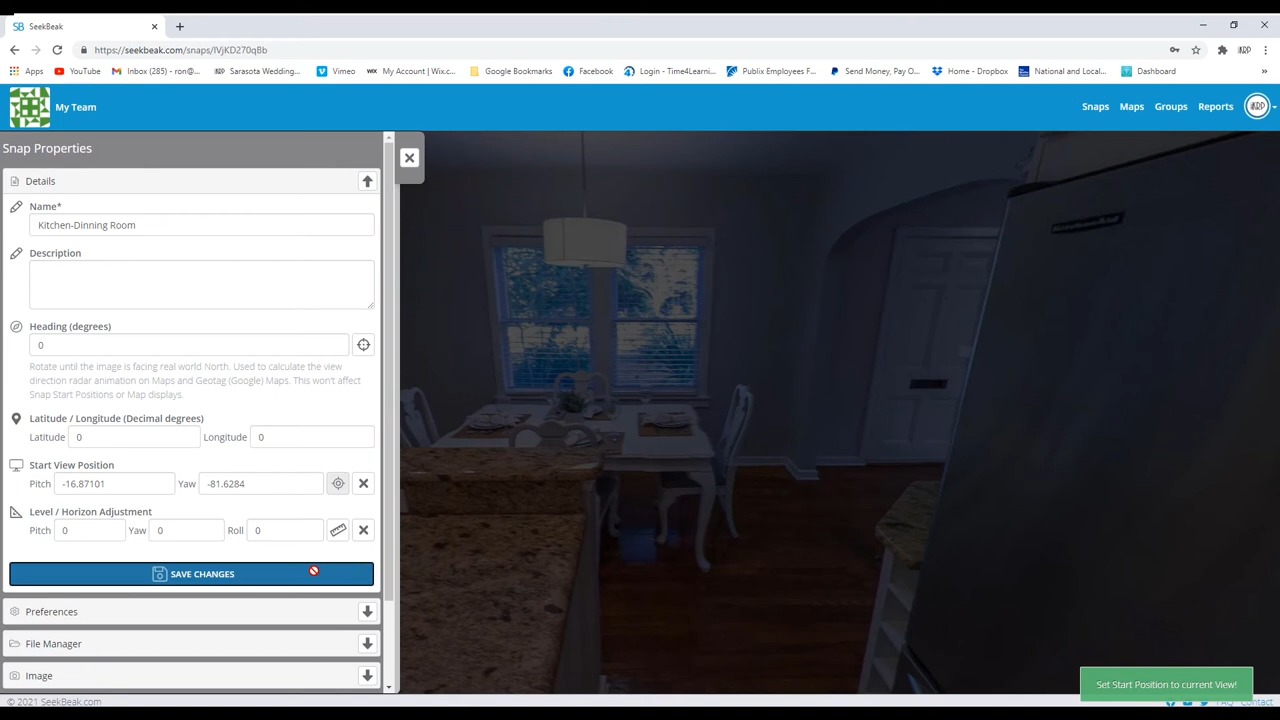 SB SeekBeak
https://seekbeak.com/snaps/IVjKD270qBb
Apps YouTube Inbox (285) - ron@... Sarasota Wedding... Vimeo WIX My Account | Wix.c... Google Bookmarks Facebook Login - Time4Learni... Publix Employees F... Send Money, Pay O... Home - Dropbox National and Local... Dashboard »
My Team Snaps Maps Groups Reports
Snap Properties
Details
Name*
Kitchen-Dinning Room
Description
Heading (degrees)
0
Rotate until the image is facing real world North. Used to calculate the view
direction radar animation on Maps and Geotag (Google) Maps. This won't affect
Snap Start Positions or Map displays.
Latitude / Longitude (Decimal degrees)
Latitude 0 Longitude 0
Start View Position
Pitch -16.87101 Yaw -81.6284
Level / Horizon Adjustment
Pitch 0 Yaw 0 Roll 0
SAVE CHANGES
Preferences
File Manager
Image
Set Start Position to current View!
© 2021 SeekBeak.com FAQ Contact